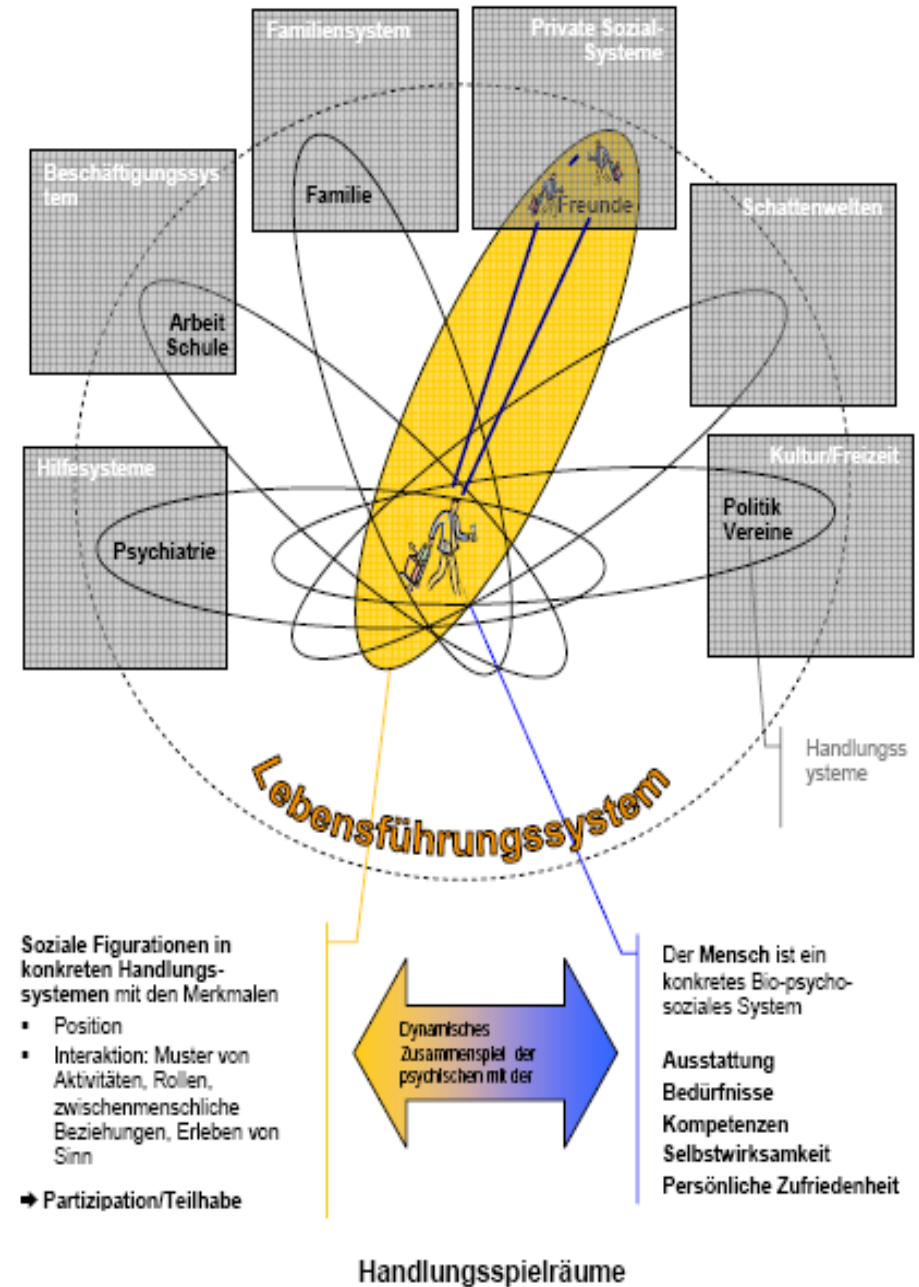 Familiensystem
Private Sozial-
Systeme
Beschäftigungssys
tem
Familie
Freunde
Schattenwelten
Arbeit
Schule
Hilfesysteme
Kultur/Freizeit
Psychiatrie
Politik
Vereine
Handlungss
ysteme
Lebensführungssystem
Soziale Figurationen in
konkreten Handlungs-
systemen mit den Merkmalen
▪ Position
▪ Interaktion: Muster von
Aktivitäten, Rollen,
zwischenmenschliche
Beziehungen, Erleben von
Sinn
➔ Partizipation/Teilhabe
Dynamisches
Zusammenspiel der
psychischen mit der
Der Mensch ist ein
konkretes Bio-psycho-
soziales System
Ausstattung
Bedürfnisse
Kompetenzen
Selbstwirksamkeit
Persönliche Zufriedenheit
Handlungsspielräume